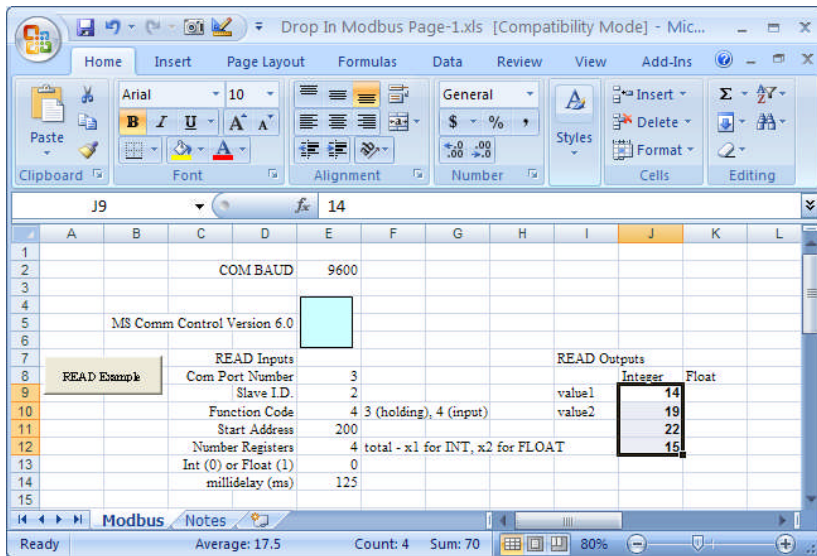 Drop In Modbus Page-1.xls [Compatibility Mode] - Mic...
Home Insert Page Layout Formulas Data Review View Add-Ins
Paste
Arial 10
B I U A A
General
$ % ,
.00 .0
Styles
Insert
Delete
Format
Σ
Clipboard Font Alignment Number Cells Editing
J9 fx 14
A B C D E F G H I J K L
1
2 COM BAUD 9600
3
4
5 MS Comm Control Version 6.0
6
7 READ Inputs READ Outputs
8 READ Example Com Port Number 3 Integer Float
9 Slave I.D. 2 value1 14
10 Function Code 4 3 (holding), 4 (input) value2 19
11 Start Address 200 22
12 Number Registers 4 total - x1 for INT, x2 for FLOAT 15
13 Int (0) or Float (1) 0
14 millidelay (ms) 125
15
Modbus Notes
Ready Average: 17.5 Count: 4 Sum: 70 80%